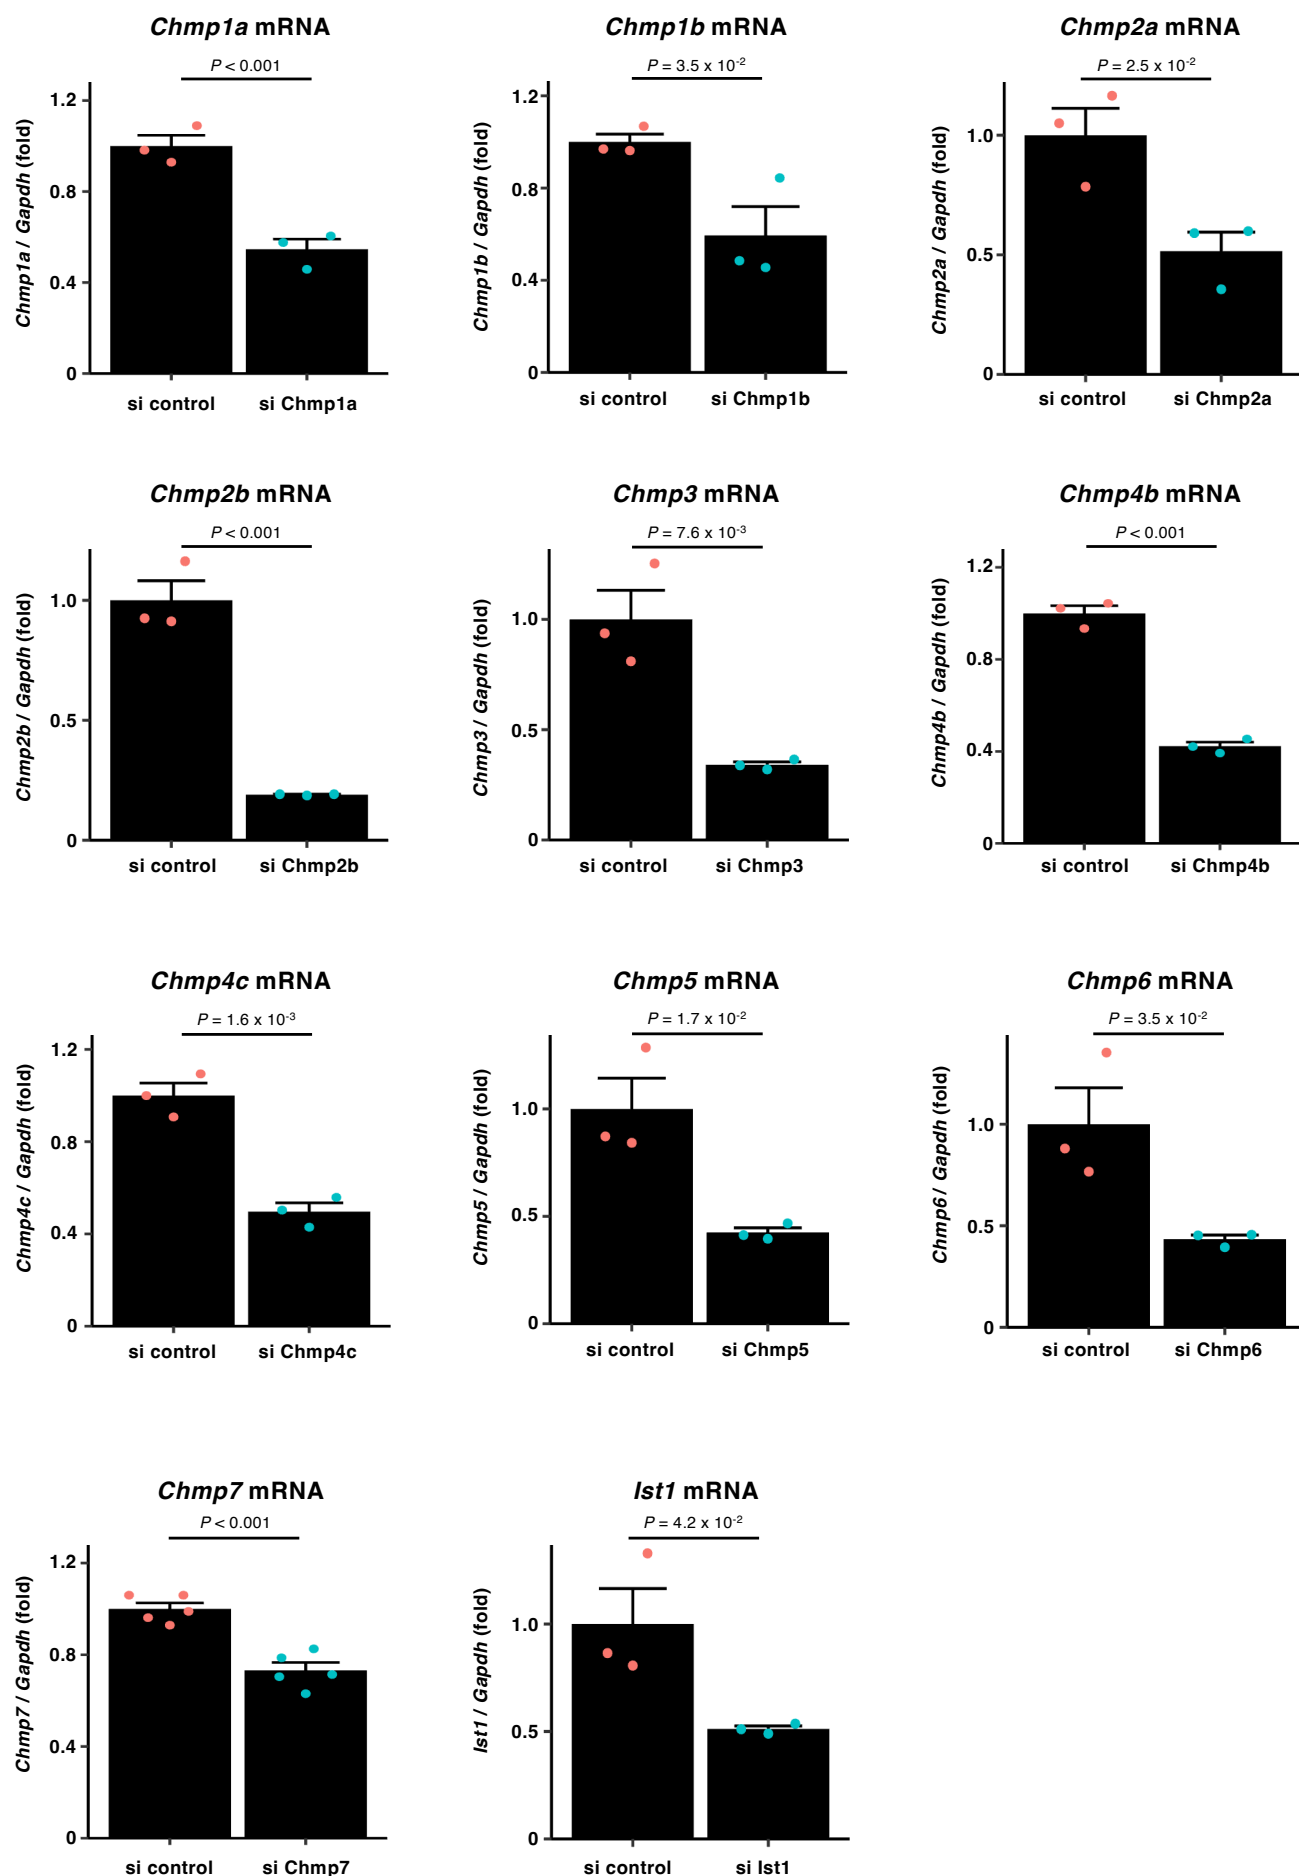 Chmp1a mRNA
P < 0.001
Chmp1a / Gapdh (fold)
1.2
0.8
0.4
0
si control si Chmp1a
Chmp1b mRNA
P = 3.5 x 10-2
Chmp1b / Gapdh (fold)
1.2
0.8
0.4
0
si control si Chmp1b
Chmp2a mRNA
P = 2.5 x 10-2
Chmp2a / Gapdh (fold)
1.0
0.5
0
si control si Chmp2a
Chmp2b mRNA
P < 0.001
Chmp2b / Gapdh (fold)
1.0
0.5
0
si control si Chmp2b
Chmp3 mRNA
P = 7.6 x 10-3
Chmp3 / Gapdh (fold)
1.0
0.5
0
si control si Chmp3
Chmp4b mRNA
P < 0.001
Chmp4b / Gapdh (fold)
1.2
0.8
0.4
0
si control si Chmp4b
Chmp4c mRNA
P = 1.6 x 10-3
Chmp4c / Gapdh (fold)
1.2
0.8
0.4
0
si control si Chmp4c
Chmp5 mRNA
P = 1.7 x 10-2
Chmp5 / Gapdh (fold)
1.0
0.5
0
si control si Chmp5
Chmp6 mRNA
P = 3.5 x 10-2
Chmp6 / Gapdh (fold)
1.0
0.5
0
si control si Chmp6
Chmp7 mRNA
P < 0.001
Chmp7 / Gapdh (fold)
1.2
0.8
0.4
0
si control si Chmp7
Ist1 mRNA
P = 4.2 x 10-2
Ist1 / Gapdh (fold)
1.0
0.5
0
si control si Ist1